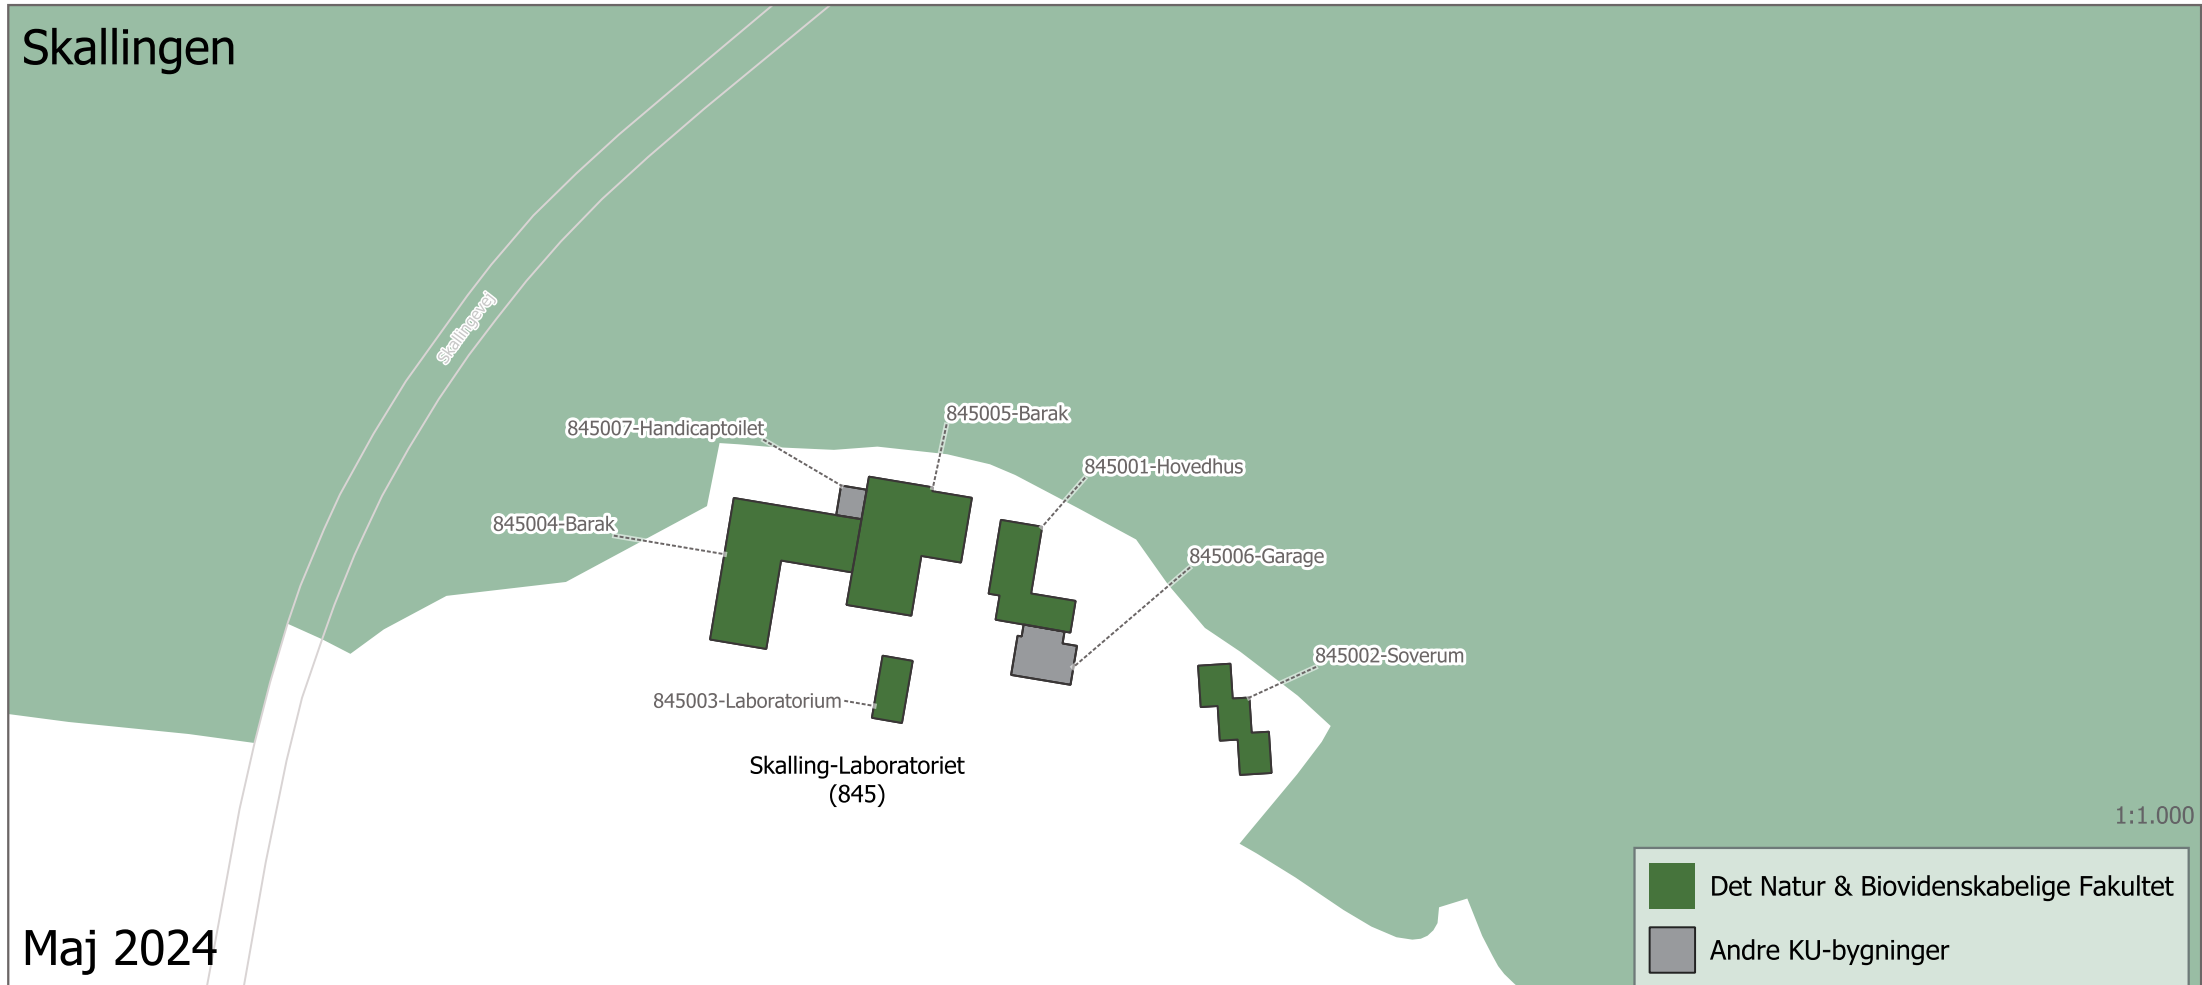 Skallingen
Skallingevej
845005-Barak
845007-Handicaptoilet
845001-Hovedhus
845004-Barak
845006-Garage
845002-Soverum
845003-Laboratorium
Skalling-Laboratoriet
(845)
1:1.000
Det Natur & Biovidenskabelige Fakultet
Andre KU-bygninger
Maj 2024